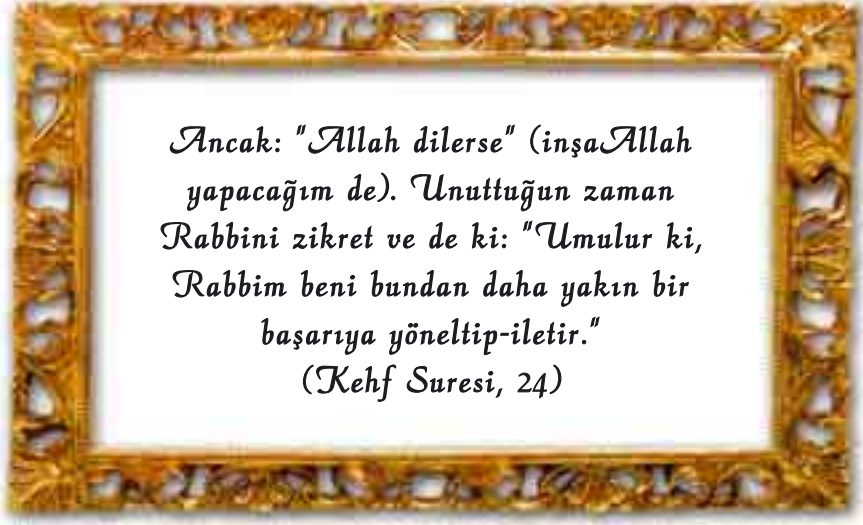 Ancak: "Allah dilerse" (inşaAllah
yapacağım de). Unuttuğun zaman
Rabbini zikret ve de ki: "Umulur ki,
Rabbim beni bundan daha yakın bir
başarıya yöneltip-iletir."
(Kehf Suresi, 24)